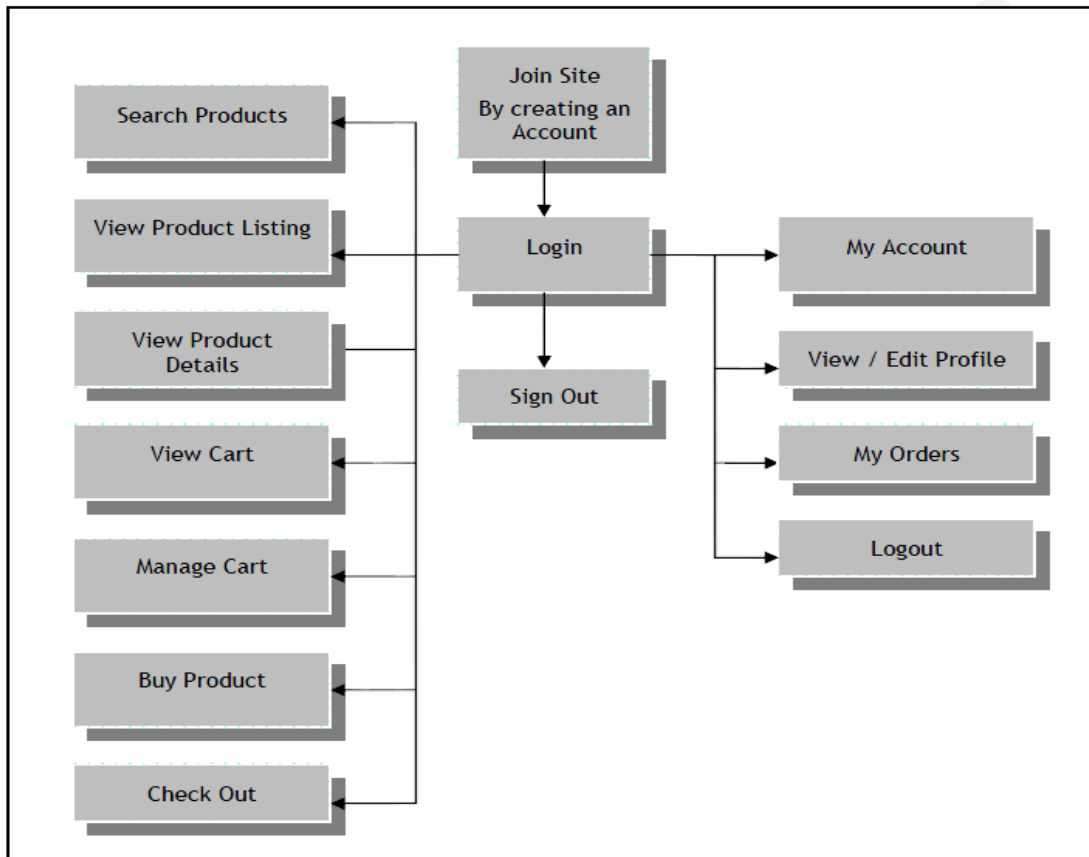 Join Site
By creating an
Account
Search Products
View Product Listing
Login
My Account
View Product
Details
View / Edit Profile
Sign Out
View Cart
My Orders
Manage Cart
Logout
Buy Product
Check Out